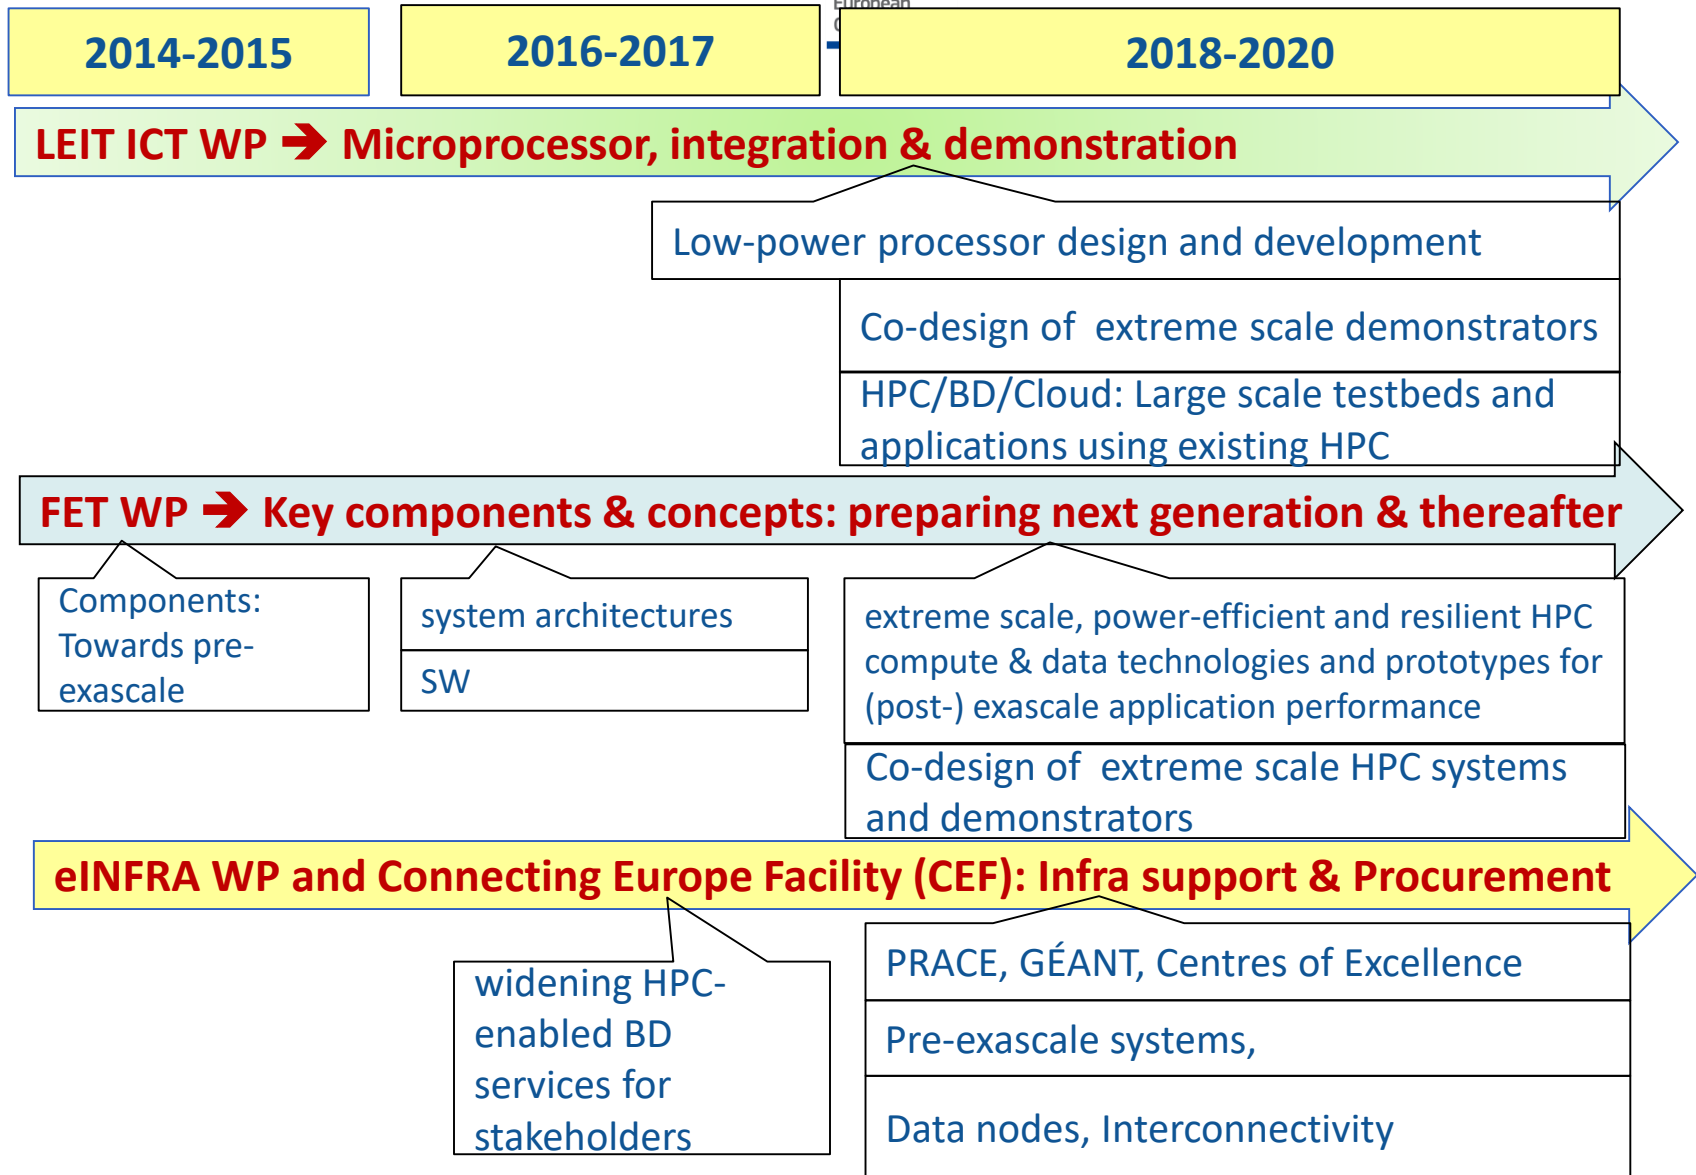 European
2014-2015
2016-2017
2018-2020
LEIT ICT WP ➔ Microprocessor, integration & demonstration
Low-power processor design and development
Co-design of extreme scale demonstrators
HPC/BD/Cloud: Large scale testbeds and
applications using existing HPC
FET WP ➔ Key components & concepts: preparing next generation & thereafter
Components:
Towards pre-
exascale
system architectures
SW
extreme scale, power-efficient and resilient HPC
compute & data technologies and prototypes for
(post-) exascale application performance
Co-design of extreme scale HPC systems
and demonstrators
eINFRA WP and Connecting Europe Facility (CEF): Infra support & Procurement
widening HPC-
enabled BD
services for
stakeholders
PRACE, GÉANT, Centres of Excellence
Pre-exascale systems,
Data nodes, Interconnectivity